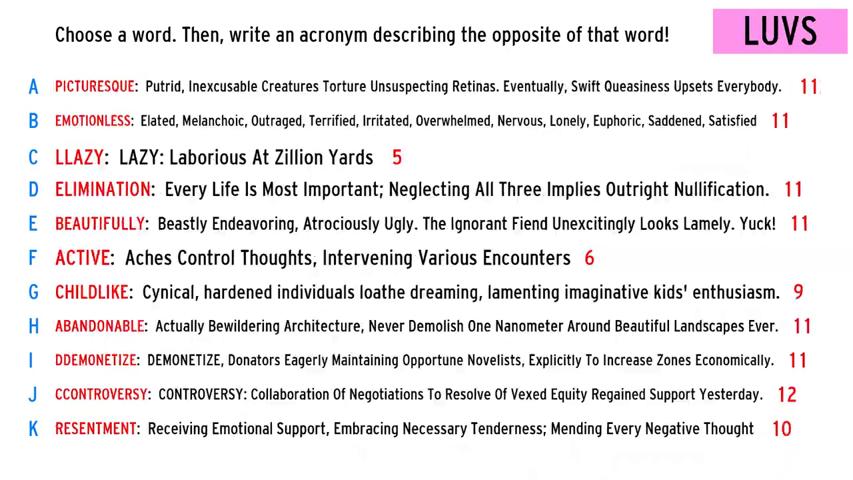 Choose a word. Then, write an acronym describing the opposite of that word!
LUVS
A PICTURESQUE: Putrid, Inexcusable Creatures Torture Unsuspecting Retinas. Eventually, Swift Queasiness Upsets Everybody. 11
B EMOTIONLESS: Elated, Melanchoic, Outraged, Terrified, Irritated, Overwhelmed, Nervous, Lonely, Euphoric, Saddened, Satisfied 11
C LLAZY: LAZY: Laborious At Zillion Yards 5
D ELIMINATION: Every Life Is Most Important; Neglecting All Three Implies Outright Nullification. 11
E BEAUTIFULLY: Beastly Endeavoring, Atrociously Ugly. The Ignorant Fiend Unexcitingly Looks Lamely. Yuck! 11
F ACTIVE: Aches Control Thoughts, Intervening Various Encounters 6
G CHILDLIKE: Cynical, hardened individuals loathe dreaming, lamenting imaginative kids' enthusiasm. 9
H ABANDONABLE: Actually Bewildering Architecture, Never Demolish One Nanometer Around Beautiful Landscapes Ever. 11
I DDEMONETIZE: DEMONETIZE, Donators Eagerly Maintaining Opportune Novelists, Explicitly To Increase Zones Economically. 11
J CCONTROVERSY: CONTROVERSY: Collaboration Of Negotiations To Resolve Of Vexed Equity Regained Support Yesterday. 12
K RESENTMENT: Receiving Emotional Support, Embracing Necessary Tenderness; Mending Every Negative Thought 10